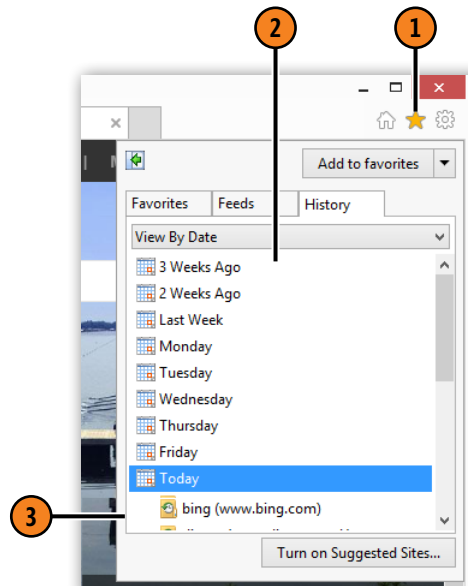 2 1
Add to favorites
Favorites Feeds History
View By Date
3 Weeks Ago
2 Weeks Ago
Last Week
Monday
Tuesday
Wednesday
Thursday
Friday
Today
3 bing (www.bing.com)
Turn on Suggested Sites...